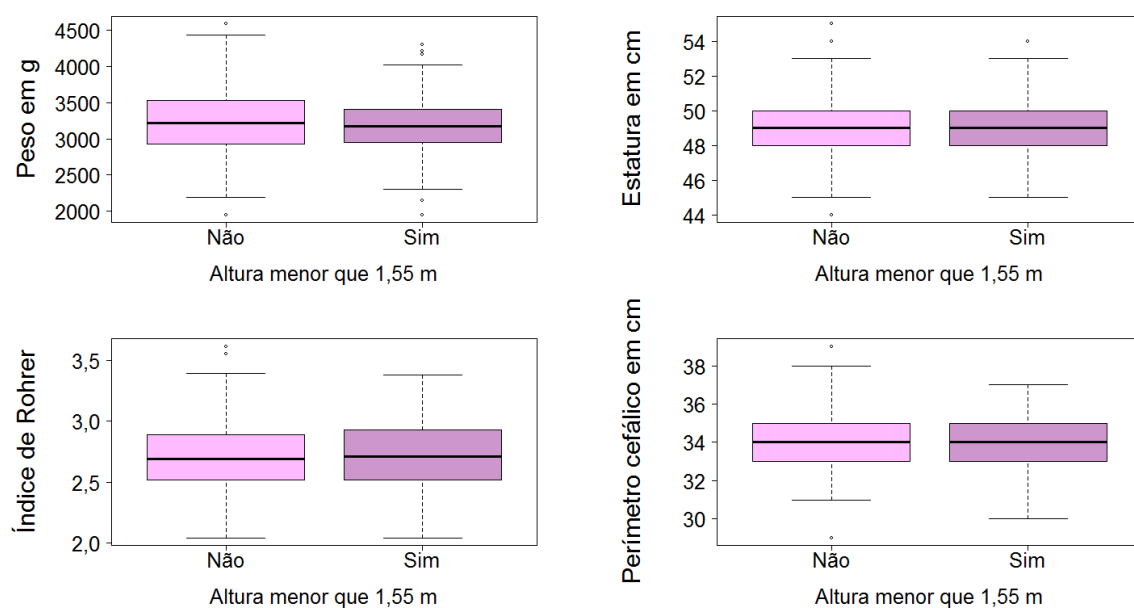 Peso em g
4500
4000
3500
3000
2500
2000
Não Sim
Altura menor que 1,55 m
Estatura em cm
54
52
50
48
46
44
Não Sim
Altura menor que 1,55 m
Índice de Rohrer
3,5
3,0
2,5
2,0
Não Sim
Altura menor que 1,55 m
Perímetro cefálico em cm
38
36
34
32
30
Não Sim
Altura menor que 1,55 m